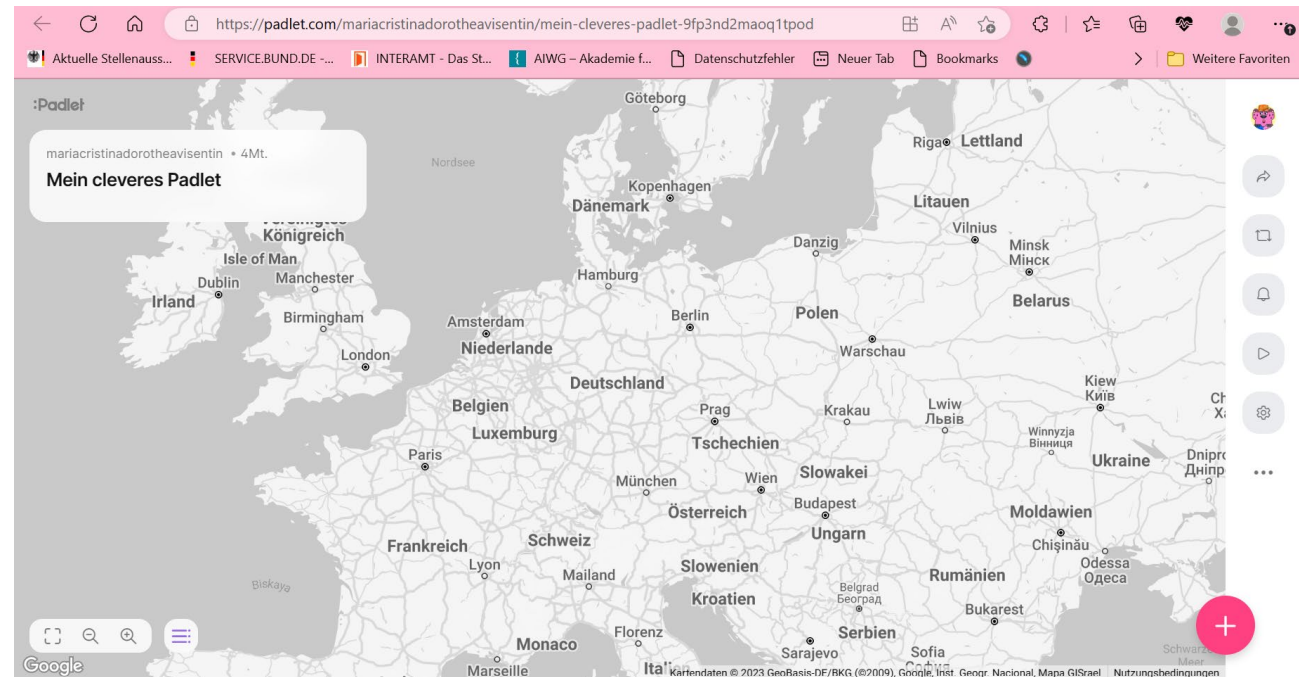 https://padlet.com/mariacristinadorotheavisentin/mein-cleveres-padlet-9fp3nd2maoq1tpod
Aktuelle Stellenauss... SERVICE.BUND.DE -... INTERAMT - Das St... AIWG – Akademie f... Datenschutzfehler Neuer Tab Bookmarks Weitere Favoriten
:Padlet
mariacristinadorotheavisentin • 4Mt.
Mein cleveres Padlet
Göteborg
Nordsee
Riga Lettland
Kopenhagen
Dänemark
Litauen
Vilnius
Königreich
Danzig
Minsk
Мінск
Isle of Man
Dublin
Manchester
Hamburg
Irland
Belarus
Birmingham
Amsterdam
Berlin
Polen
Niederlande
London
Warschau
Deutschland
Kiew
Київ
Belgien
Prag
Krakau
Lwiw
Львів
Luxemburg
Tschechien
Winnyzja
Вінниця
Paris
Ukraine
Dnipro
Дніпр
München
Wien
Slowakei
Österreich
Budapest
Moldawien
Ungarn
Frankreich
Schweiz
Chişinău
Lyon
Mailand
Slowenien
Rumänien
Odessa
Одеса
Biskaya
Kroatien
Belgrad
Београд
Bukarest
Florenz
Serbien
Monaco
Sarajevo
Sofia
Schwarzes
Meer
Marseille
Google
Kartendaten © 2023 GeoBasis-DE/BKG (©2009), Google, Inst. Geogr. Nacional, Mapa GISrael Nutzungsbedingungen